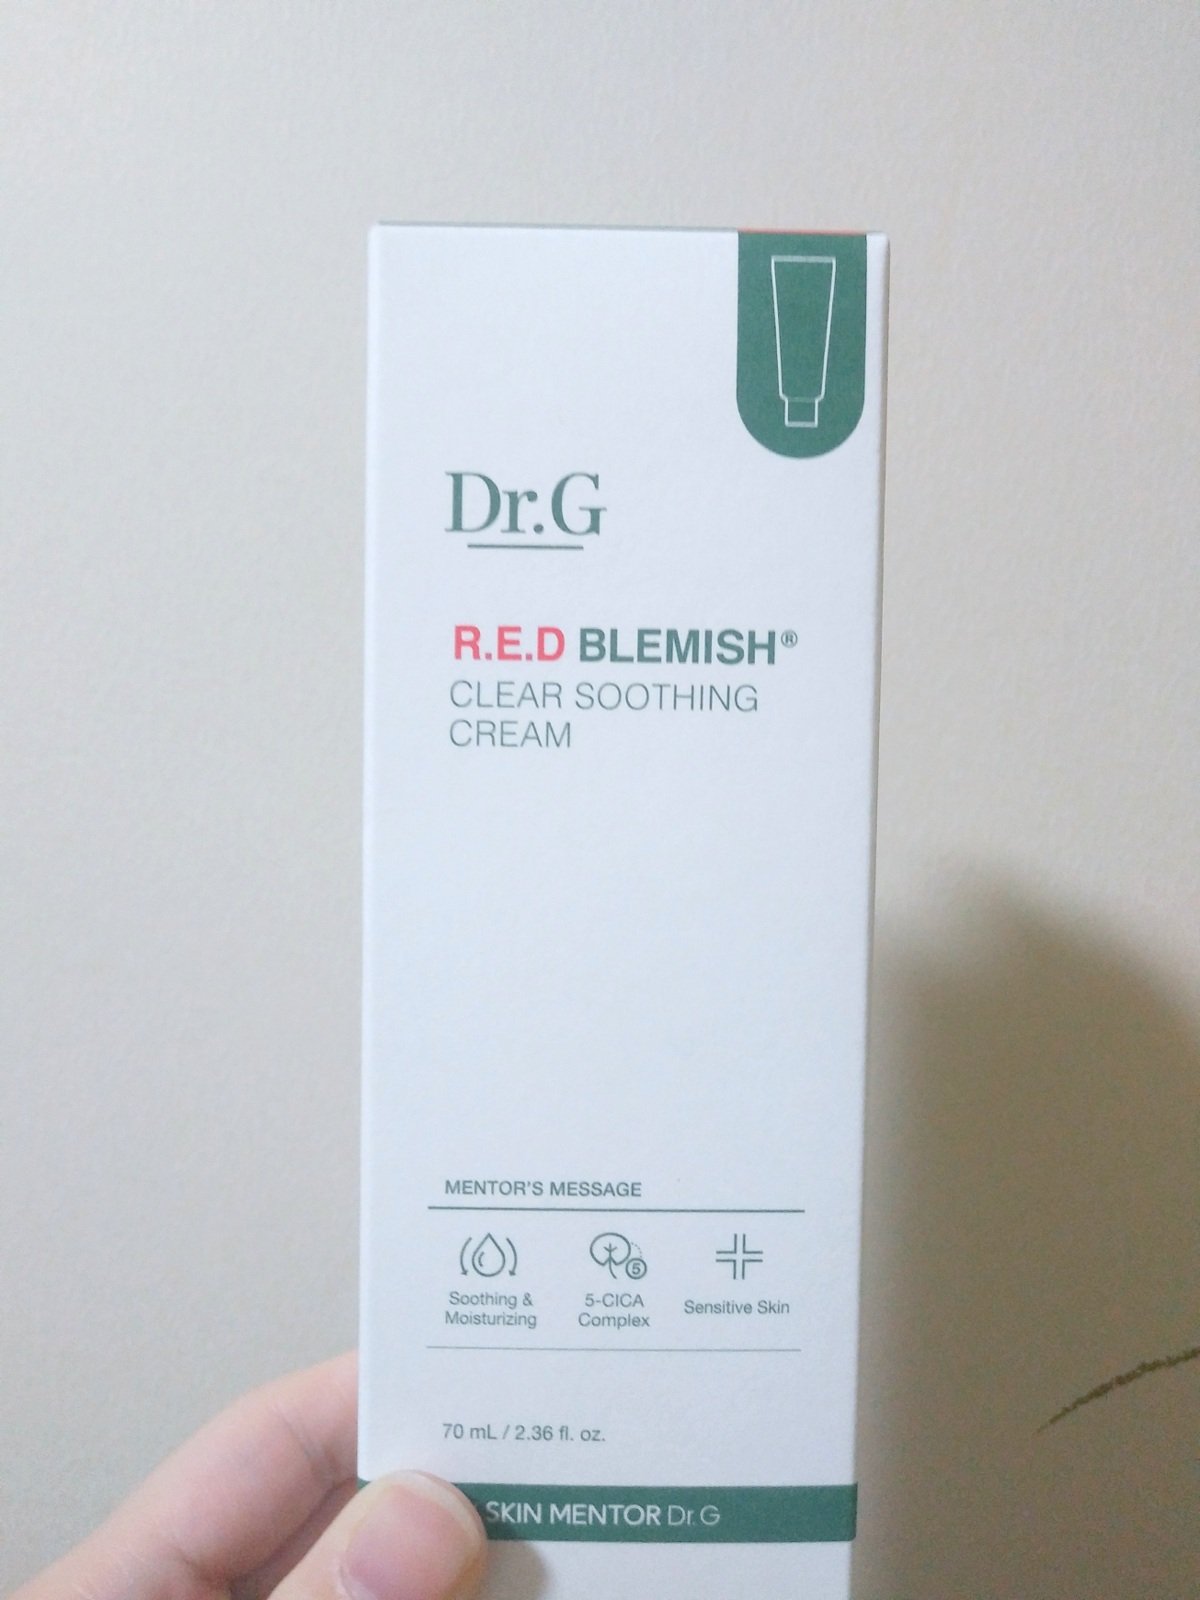 Dr.G
R.E.D BLEMISH®
CLEAR SOOTHING
CREAM
MENTOR'S MESSAGE
5
Soothing &
Moisturizing
5-CICA
Complex
Sensitive Skin
70 mL / 2.36 fl. oz.
SKIN MENTOR Dr.G